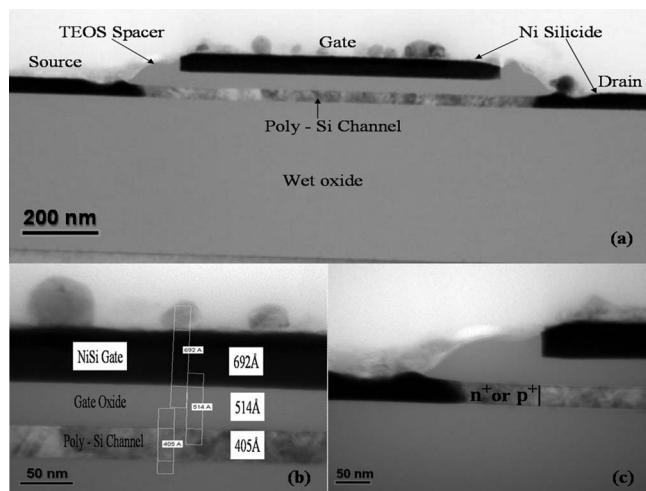 TEOS Spacer
Gate
Ni Silicide
Source
Drain
Poly - Si Channel
Wet oxide
200 nm
(a)
NiSi Gate
692 A
692Å
Gate Oxide
514 A
514Å
Poly - Si Channel
405 A
405Å
50 nm
(b)
n+ or p+
50 nm
(c)